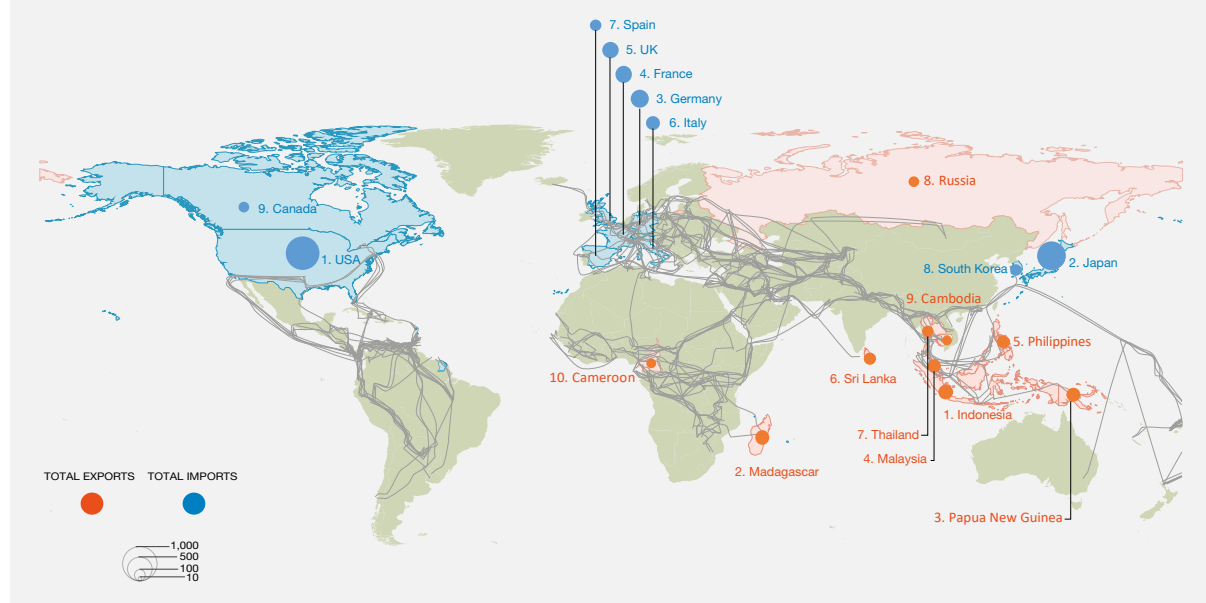 7. Spain
5. UK
4. France
3. Germany
6. Italy
8. Russia
9. Canada
1. USA
8. South Korea
2. Japan
9. Cambodia
5. Philippines
10. Cameroon
6. Sri Lanka
1. Indonesia
7. Thailand
4. Malaysia
2. Madagascar
3. Papua New Guinea
TOTAL EXPORTS
TOTAL IMPORTS
1,000
500
100
10